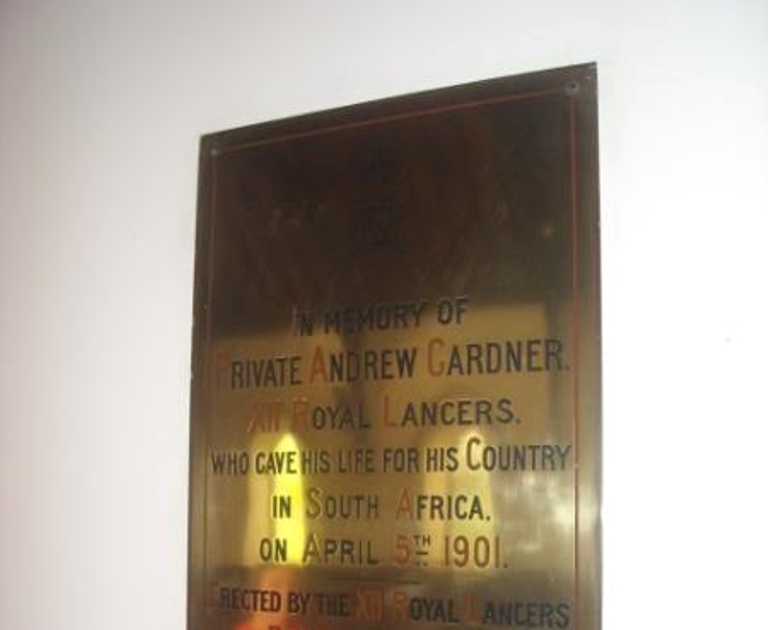 IN MEMORY OF
PRIVATE ANDREW CARDNER.
XII ROYAL LANCERS.
WHO GAVE HIS LIFE FOR HIS COUNTRY
IN SOUTH AFRICA.
ON APRIL 5TH 1901.
ERECTED BY THE XII ROYAL LANCERS